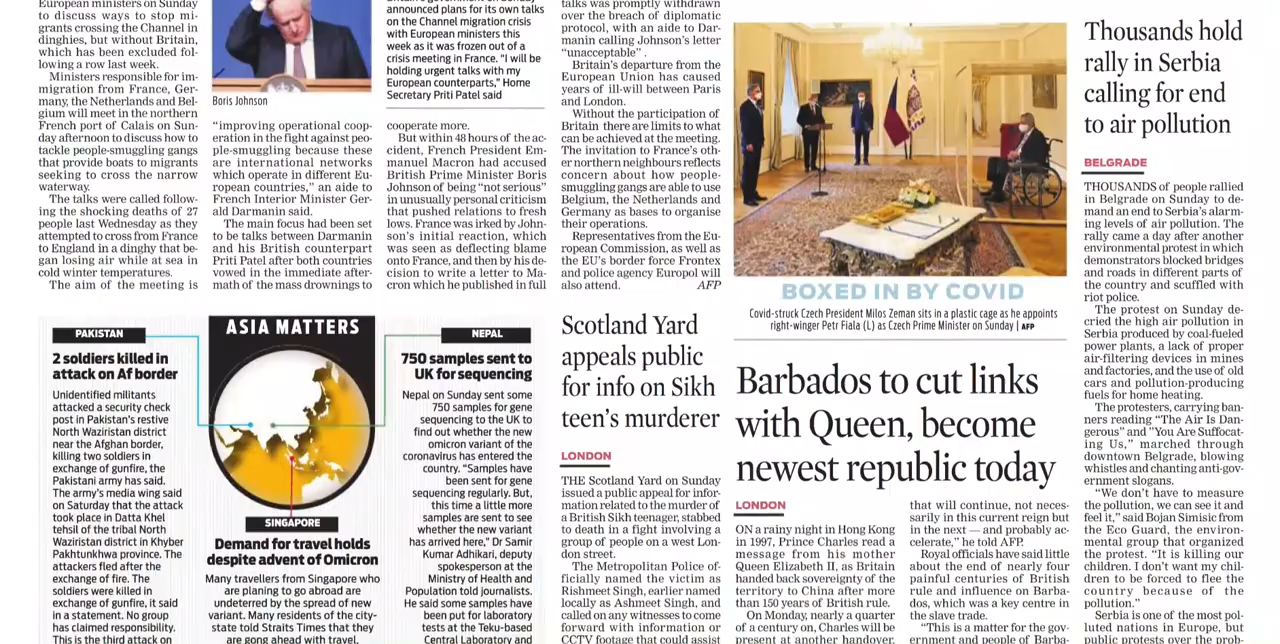 European ministers on Sunday
to discuss ways to stop mi-
grants crossing the Channel in
dinghies, but without Britain,
which has been excluded fol-
lowing a row last week.
Ministers responsible for im-
migration from France, Ger-
many, the Netherlands and Bel-
gium will meet in the northern
French port of Calais on Sun-
day afternoon to discuss how to
tackle people-smuggling gangs
that provide boats to migrants
seeking to cross the narrow
waterway.
The talks were called follow-
ing the shocking deaths of 27
people last Wednesday as they
attempted to cross from France
to England in a dinghy that be-
gan losing air while at sea in
cold winter temperatures.
The aim of the meeting is
Boris Johnson
"improving operational coop-
eration in the fight against peo-
ple-smuggling because these
are international networks
which operate in different Eu-
ropean countries," an aide to
French Interior Minister Ger-
ald Darmanin said.
The main focus had been set
to be talks between Darmanin
and his British counterpart
Priti Patel after both countries
vowed in the immediate after-
math of the mass drownings to
announced plans for its own talks
on the Channel migration crisis
with European ministers this
week as it was frozen out of a
crisis meeting in France. "I will be
holding urgent talks with my
European counterparts," Home
Secretary Priti Patel said
cooperate more.
But within 48 hours of the ac-
cident, French President Em-
manuel Macron had accused
British Prime Minister Boris
Johnson of being "not serious"
in unusually personal criticism
that pushed relations to fresh
lows. France was irked by John-
son's initial reaction, which
was seen as deflecting blame
onto France, and then by his de-
cision to write a letter to Ma-
cron which he published in full
talks was promptly withdrawn
over the breach of diplomatic
protocol, with an aide to Dar-
manin calling Johnson's letter
"unacceptable" .
Britain's departure from the
European Union has caused
years of ill-will between Paris
and London.
Without the participation of
Britain there are limits to what
can be achieved at the meeting.
The invitation to France's oth-
er northern neighbours reflects
concern about how people-
smuggling gangs are able to use
Belgium, the Netherlands and
Germany as bases to organise
their operations.
Representatives from the Eu-
ropean Commission, as well as
the EU's border force Frontex
and police agency Europol will
also attend. AFP
BOXED IN BY COVID
Covid-struck Czech President Milos Zeman sits in a plastic cage as he appoints
right-winger Petr Fiala (L) as Czech Prime Minister on Sunday | AFP
Thousands hold
rally in Serbia
calling for end
to air pollution
BELGRADE
THOUSANDS of people rallied
in Belgrade on Sunday to de-
mand an end to Serbia's alarm-
ing levels of air pollution. The
rally came a day after another
environmental protest in which
demonstrators blocked bridges
and roads in different parts of
the country and scuffled with
riot police.
The protest on Sunday de-
cried the high air pollution in
Serbia produced by coal-fueled
power plants, a lack of proper
air-filtering devices in mines
and factories, and the use of old
cars and pollution-producing
fuels for home heating.
The protesters, carrying ban-
ners reading "The Air Is Dan-
gerous" and "You Are Suffocat-
ing Us," marched through
downtown Belgrade, blowing
whistles and chanting anti-gov-
ernment slogans.
"We don't have to measure
the pollution, we can see it and
feel it," said Bojan Simisic from
the Eco Guard, the environ-
mental group that organized
the protest. "It is killing our
children. I don't want my chil-
dren to be forced to flee the
country because of the
pollution."
Serbia is one of the most pol-
luted nations in Europe, but
public protester or the prob-
ASIA MATTERS
PAKISTAN
2 soldiers killed in
attack on Af border
Unidentified militants
attacked a security check
post in Pakistan's restive
North Waziristan district
near the Afghan border,
killing two soldiers in
exchange of gunfire, the
Pakistani army has said.
The army's media wing said
on Saturday that the attack
took place in Datta Khel
tehsil of the tribal North
Waziristan district in Khyber
Pakhtunkhwa province. The
attackers fled after the
exchange of fire. The
soldiers were killed in
exchange of gunfire, it said
in a statement. No group
has claimed responsibility.
This is the third attack on
SINGAPORE
Demand for travel holds
despite advent of Omicron
Many travellers from Singapore who
are planing to go abroad are
undeterred by the spread of new
variant. Many residents of the city-
state told Straits Times that they
are gong ahead with travel,
NEPAL
750 samples sent to
UK for sequencing
Nepal on Sunday sent some
750 samples for gene
sequencing to the UK to
find out whether the new
omicron variant of the
coronavirus has entered the
country. "Samples have
been sent for gene
sequencing regularly. But,
this time a little more
samples are sent to see
whether the new variant
has arrived here," Dr Samir
Kumar Adhikari, deputy
spokesperson at the
Ministry of Health and
Population told journalists.
He said some samples have
been put for laboratory
tests at the Teku-based
Central Laboratory and
Scotland Yard
appeals public
for info on Sikh
teen's murderer
LONDON
THE Scotland Yard on Sunday
issued a public appeal for infor-
mation related to the murder of
a British Sikh teenager, stabbed
to death in a fight involving a
group of people on a west Lon-
don street.
The Metropolitan Police of-
ficially named the victim as
Rishmeet Singh, earlier named
locally as Ashmeet Singh, and
called on any witnesses to come
forward with information or
CCTV footage that could assist
Barbados to cut links
with Queen, become
newest republic today
LONDON
ON a rainy night in Hong Kong
in 1997, Prince Charles read a
message from his mother
Queen Elizabeth II, as Britain
handed back sovereignty of the
territory to China after more
than 150 years of British rule.
On Monday, nearly a quarter
of a century on, Charles will be
present at another handover,
that will continue, not neces-
sarily in this current reign but
in the next — and probably ac-
celerate," he told AFP.
Royal officials have said little
about the end of nearly four
painful centuries of British
rule and influence on Barba-
dos, which was a key centre in
the slave trade.
"This is a matter for the gov-
ernment and people of Barba-